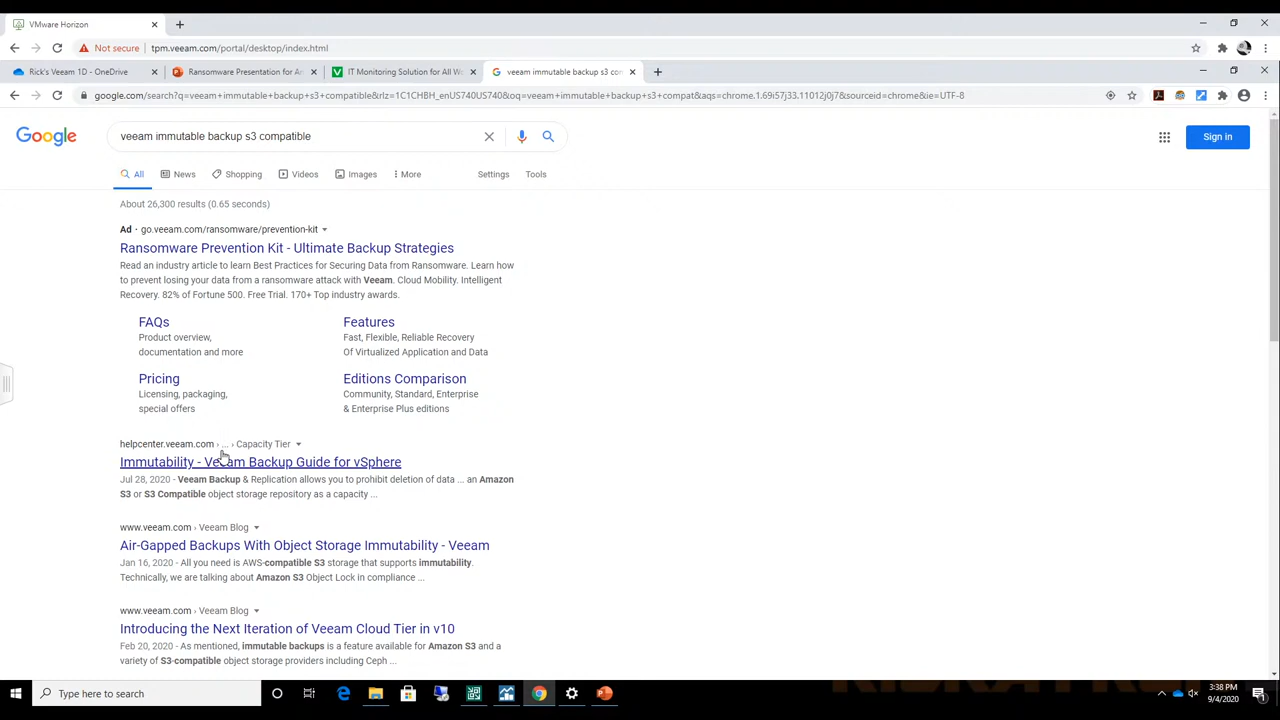 VMware Horizon
Not secure
tpm.veeam.com/portal/desktop/index.html
Rick's Veeam 1D - OneDrive
Ransomware Presentation for Am
IT Monitoring Solution for All W
veeam immutable backup s3 com
google.com/search?q=veeam+immutable+backup+s3+compatible&rlz=1C1CHBH_enUS740US740&oq=veeam+immutable+backup+s3+compat&aqs=chrome.1.69i57j33.11012j0j7&sourceid=chrome&ie=UTF-8
Google
veeam immutable backup s3 compatible
Sign in
All
News
Shopping
Videos
Images
More
Settings
Tools
About 26,300 results (0.65 seconds)
Ad · go.veeam.com/ransomware/prevention-kit
Ransomware Prevention Kit - Ultimate Backup Strategies
Read an industry article to learn Best Practices for Securing Data from Ransomware. Learn how
to prevent losing your data from a ransomware attack with Veeam. Cloud Mobility. Intelligent
Recovery. 82% of Fortune 500. Free Trial. 170+ Top industry awards.
FAQs
Product overview,
documentation and more
Features
Fast, Flexible, Reliable Recovery
Of Virtualized Application and Data
Pricing
Licensing, packaging,
special offers
Editions Comparison
Community, Standard, Enterprise
& Enterprise Plus editions
helpcenter.veeam.com › ... › Capacity Tier
Immutability - Veeam Backup Guide for vSphere
Jul 28, 2020 - Veeam Backup & Replication allows you to prohibit deletion of data ... an Amazon
S3 or S3 Compatible object storage repository as a capacity ...
www.veeam.com › Veeam Blog
Air-Gapped Backups With Object Storage Immutability - Veeam
Jan 16, 2020 - All you need is AWS-compatible S3 storage that supports immutability.
Technically, we are talking about Amazon S3 Object Lock in compliance ...
www.veeam.com › Veeam Blog
Introducing the Next Iteration of Veeam Cloud Tier in v10
Feb 20, 2020 - As mentioned, immutable backups is a feature available for Amazon S3 and a
variety of S3-compatible object storage providers including Ceph ...
Type here to search
3:38 PM
9/4/2020